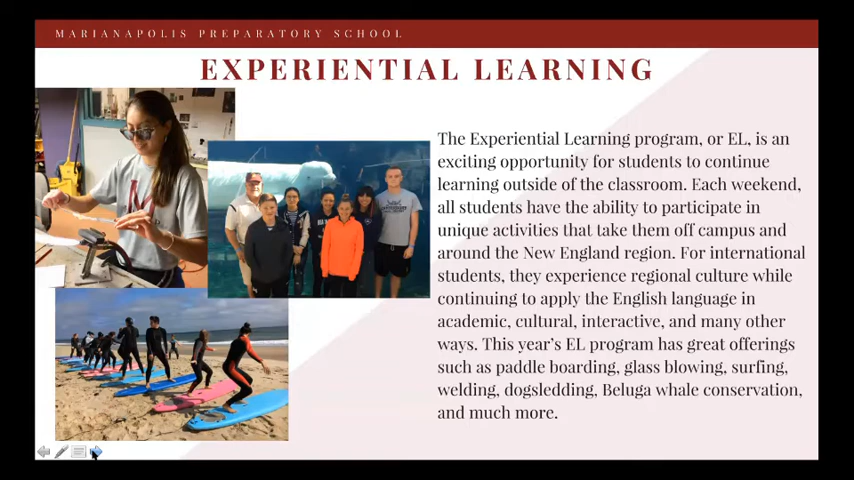 MARIANAPOLIS PREPARATORY SCHOOL
EXPERIENTIAL LEARNING
The Experiential Learning program, or EL, is an
exciting opportunity for students to continue
learning outside of the classroom. Each weekend,
all students have the ability to participate in
unique activities that take them off campus and
around the New England region. For international
students, they experience regional culture while
continuing to apply the English language in
academic, cultural, interactive, and many other
ways. This year's EL program has great offerings
such as paddle boarding, glass blowing, surfing,
welding, dogsledding, Beluga whale conservation,
and much more.